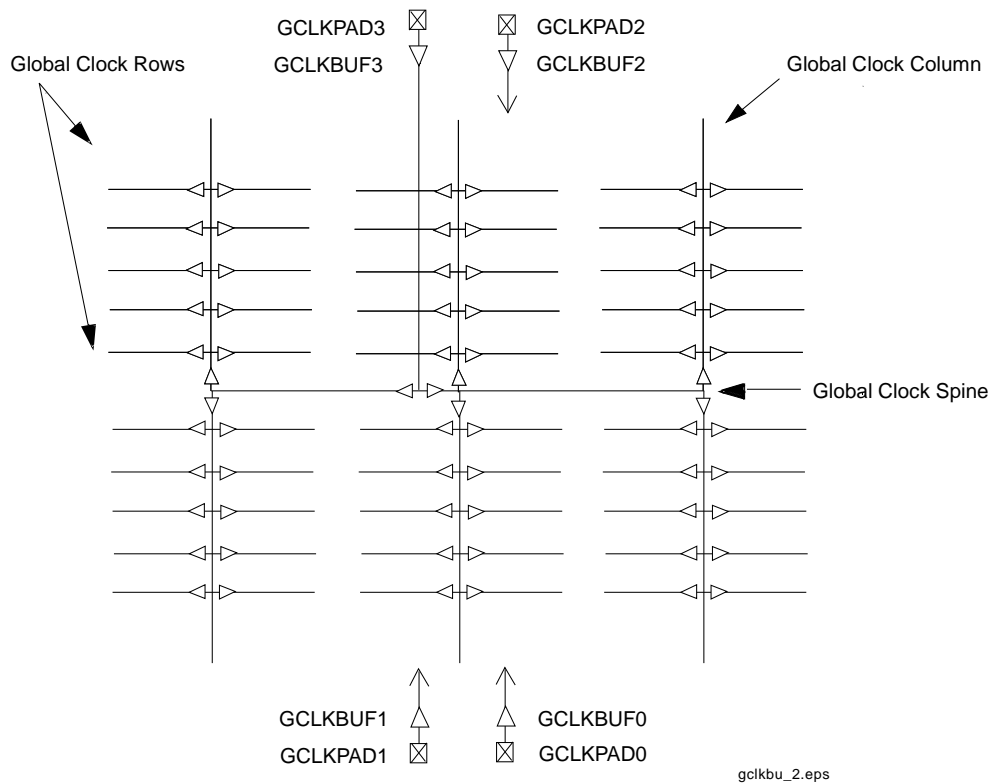 GCLKPAD3 GCLKPAD2
GCLKBUF3 GCLKBUF2
Global Clock Rows
Global Clock Column
Global Clock Spine
GCLKBUF1 GCLKBUF0
GCLKPAD1 GCLKPAD0
gclkbu_2.eps